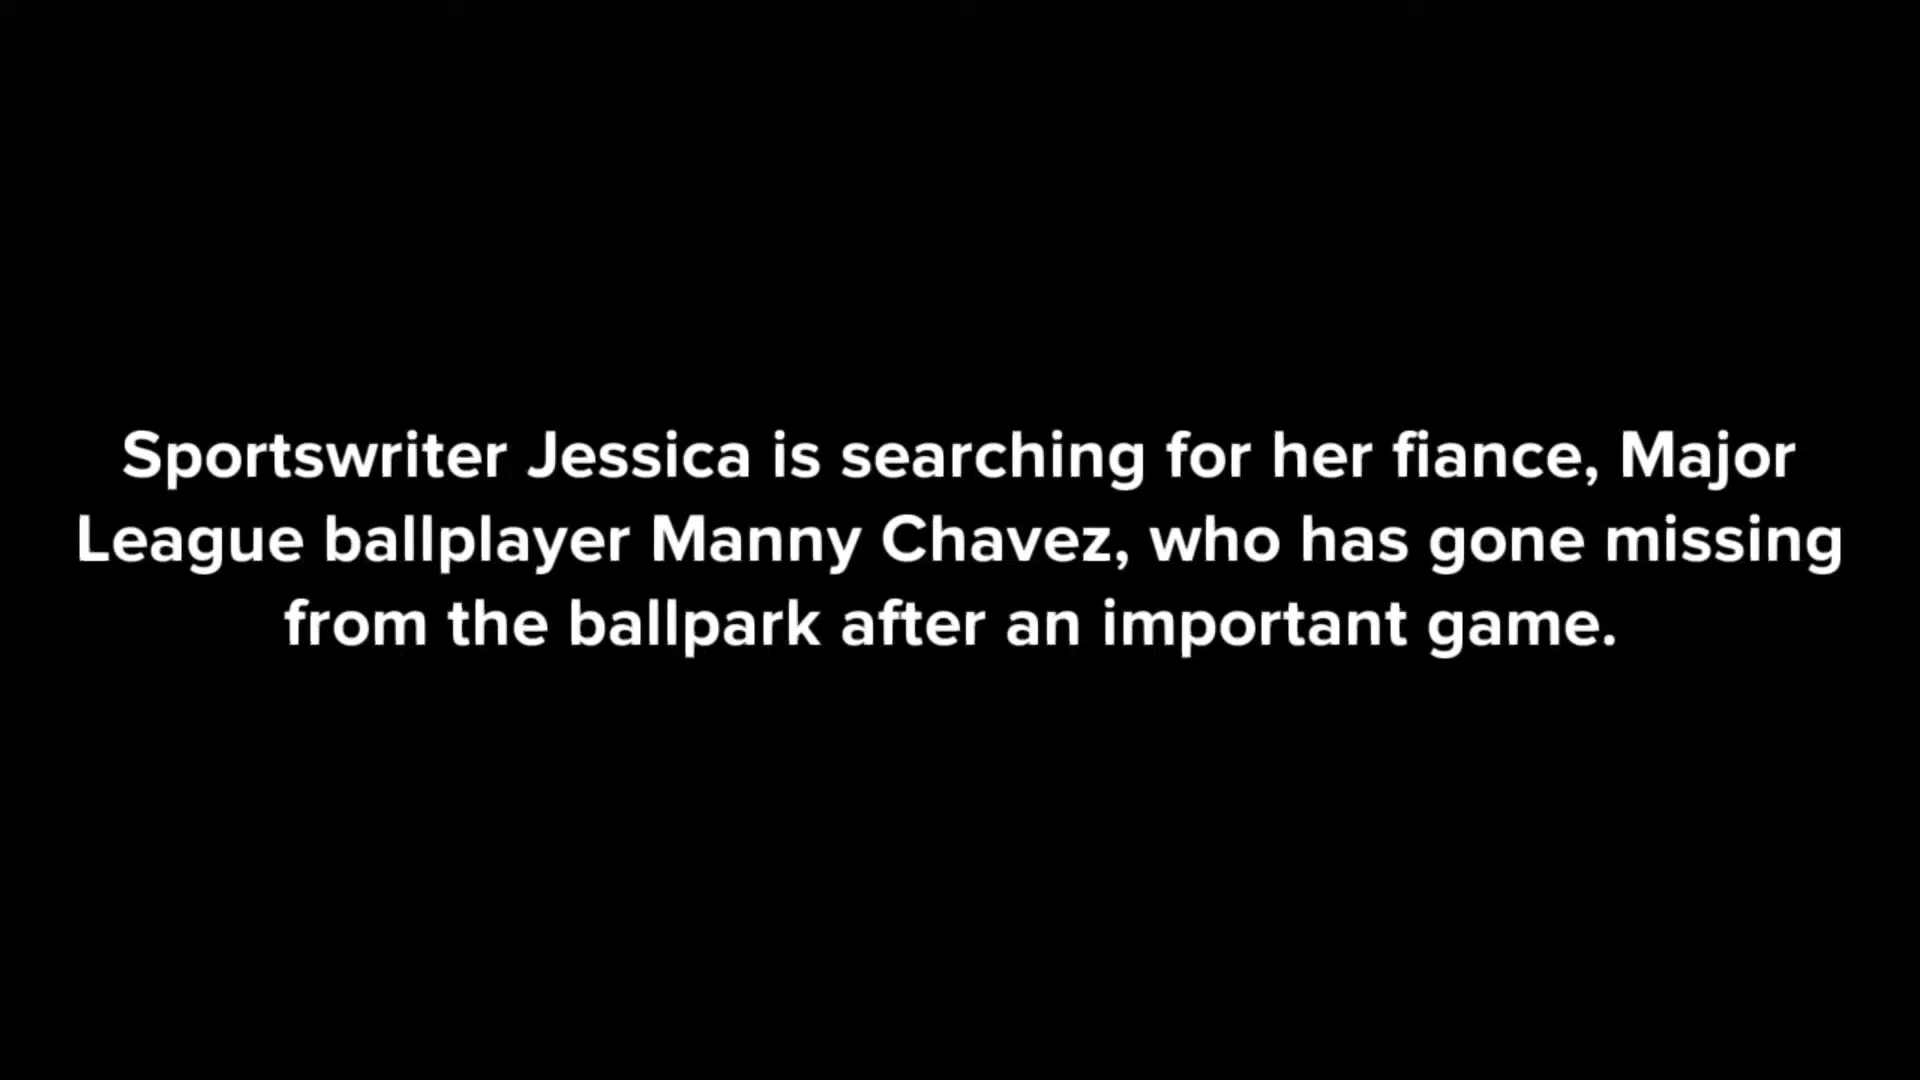 Sportswriter Jessica is searching for her fiance, Major
League ballplayer Manny Chavez, who has gone missing
from the ballpark after an important game.